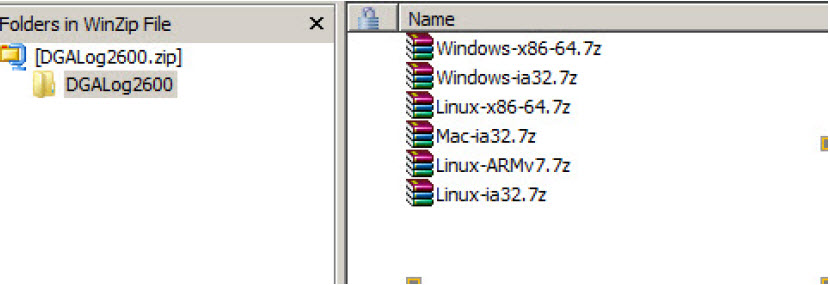 Folders in WinZip File
[DGALog2600.zip]
DGALog2600
Name
Windows-x86-64.7z
Windows-ia32.7z
Linux-x86-64.7z
Mac-ia32.7z
Linux-ARMv7.7z
Linux-ia32.7z